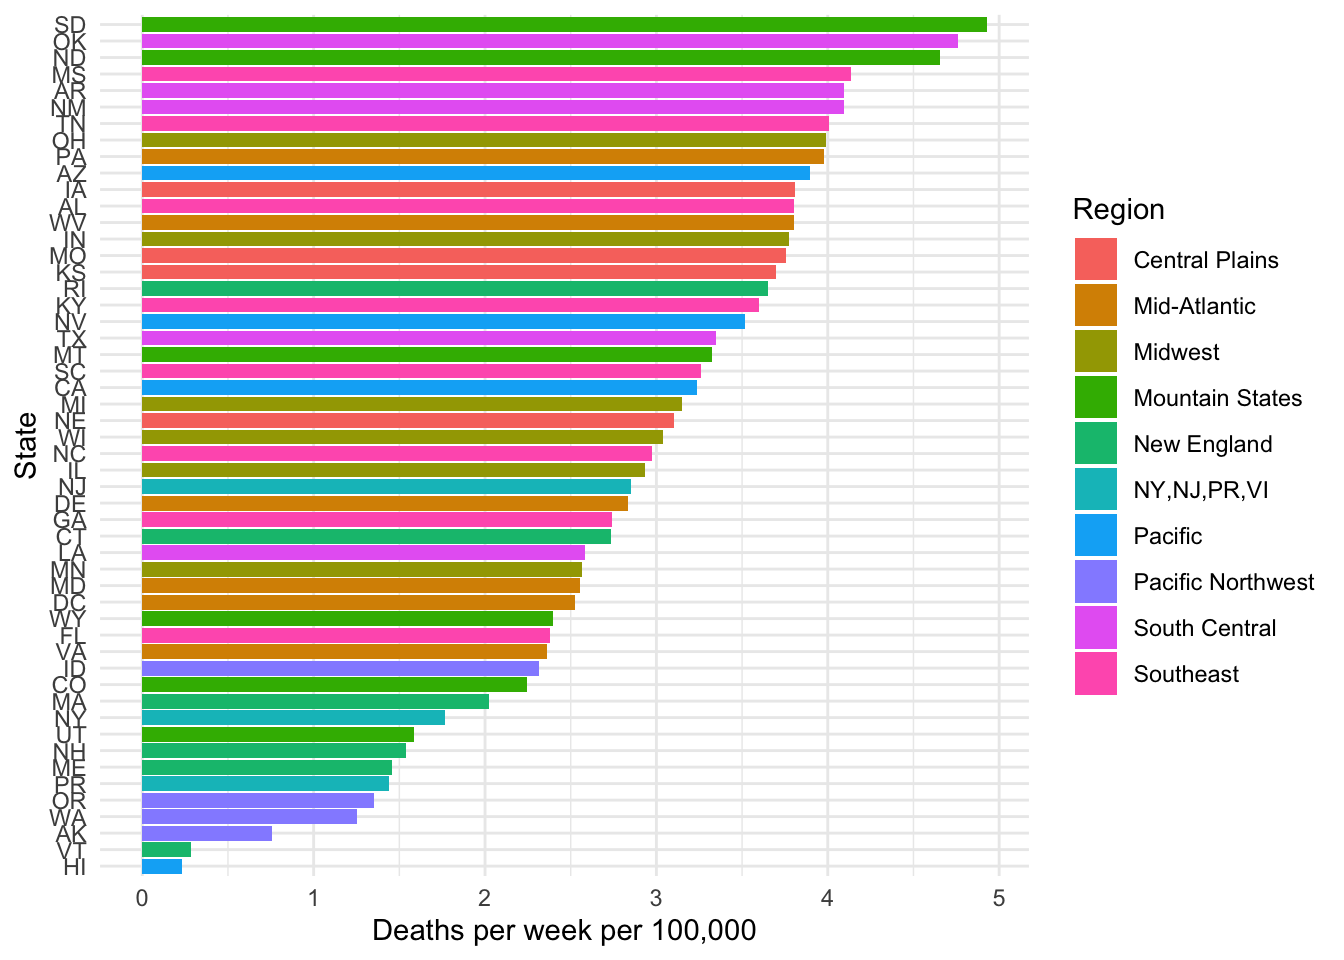 SD
OK
ND
MS
AR
NM
TN
OH
PA
AZ
IA
AL
WV
IN
MO
KS
RI
KY
NV
TX
MT
SC
CA
MI
NE
WI
NC
IL
NJ
DE
GA
CT
LA
MN
MD
DC
WY
FL
VA
ID
CO
MA
NY
UT
NH
ME
PR
OR
WA
AK
VT
HI
State
0 1 2 3 4 5
Deaths per week per 100,000
Region
Central Plains
Mid-Atlantic
Midwest
Mountain States
New England
NY,NJ,PR,VI
Pacific
Pacific Northwest
South Central
Southeast